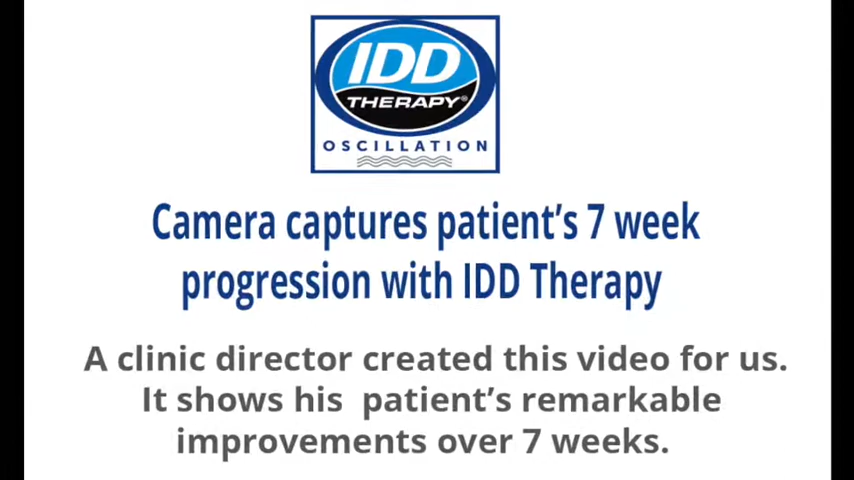 IDD
THERAPY®
OSCILLATION
Camera captures patient’s 7 week
progression with IDD Therapy
A clinic director created this video for us.
It shows his patient’s remarkable
improvements over 7 weeks.